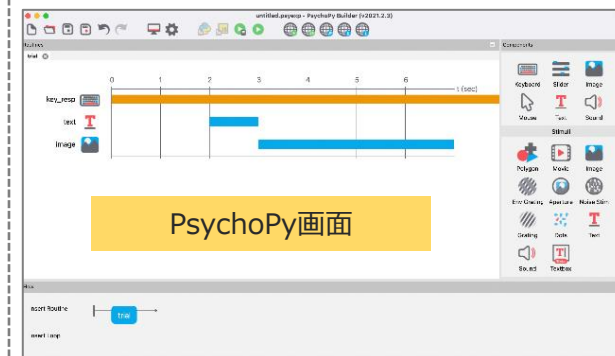 untitled.psyexp - PsychoPy Builder (v2021.2.3)
Routines
Components
trial
0 1 2 3 4 5 6
t (sec)
key_resp
text
image
Keyboard Slider Image
Mouse Text Sound
Stimuli
Polygon Movie Image
Env Grating Aperture Noise Stim
Grating Dots Text
Sound Textbox
PsychoPy画面
Flow
Insert Routine
trial
Insert Loop